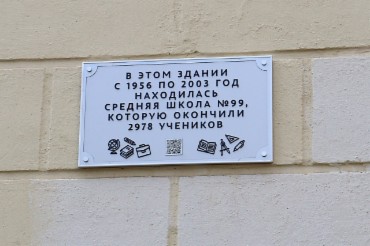 В ЭТОМ ЗДАНИИ
С 1956 ПО 2003 ГОД
НАХОДИЛАСЬ
СРЕДНЯЯ ШКОЛА №99,
КОТОРУЮ ОКОНЧИЛИ
2978 УЧЕНИКОВ